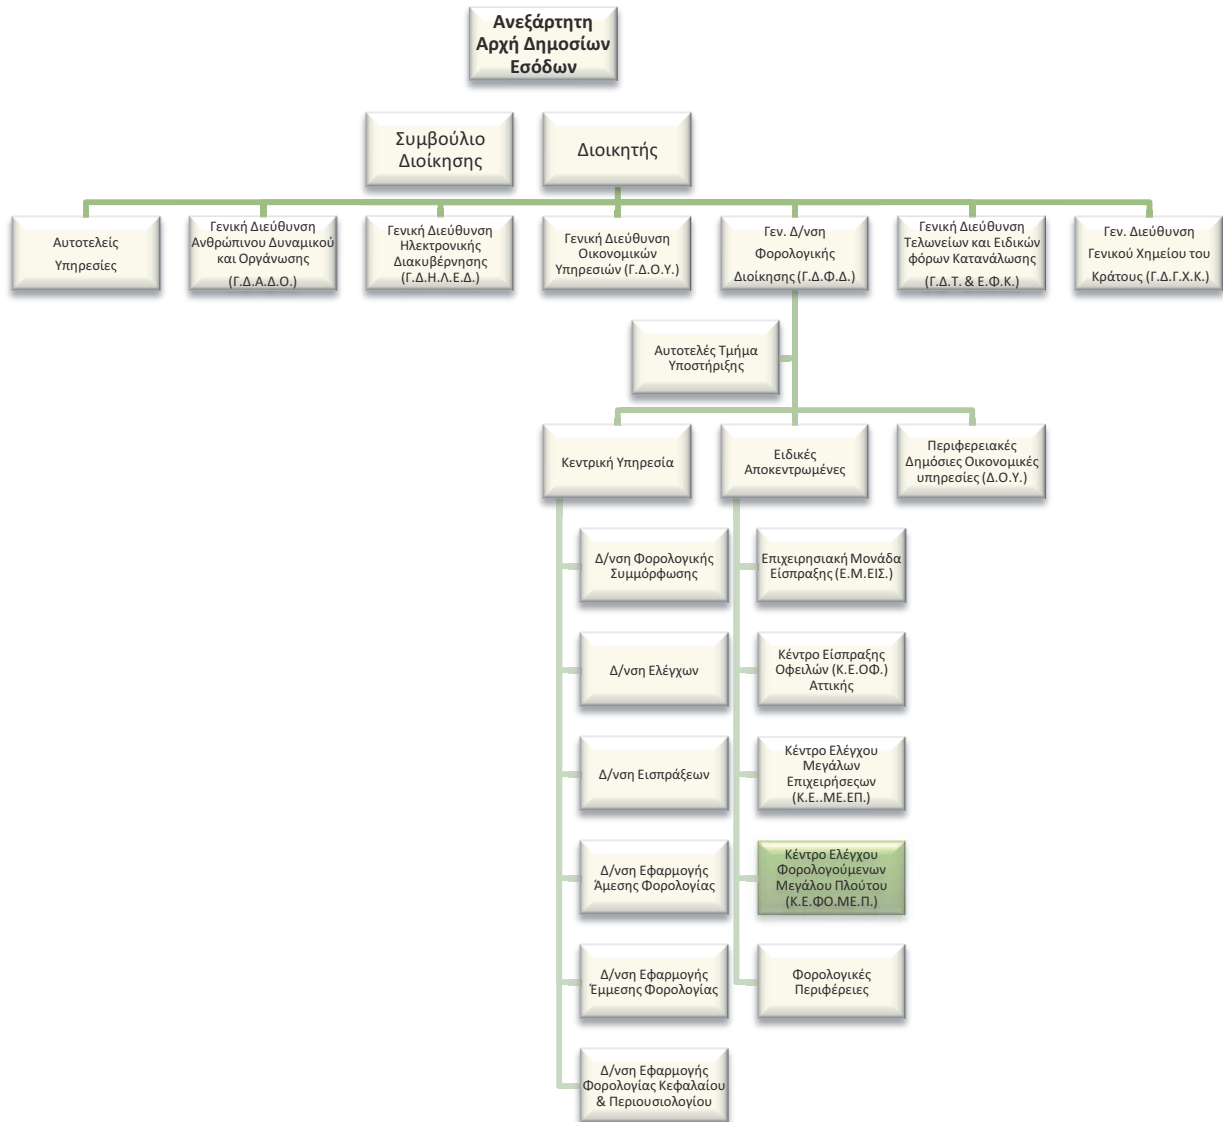 Ανεξάρτητη
Αρχή Δημοσίων
Εσόδων
Συμβούλιο
Διοίκησης
Διοικητής
Αυτοτελείς
Υπηρεσίες
Γενική Διεύθυνση
Ανθρώπινου Δυναμικού
και Οργάνωσης
(Γ.Δ.Α.Δ.Ο.)
Γενική Διεύθυνση
Ηλεκτρονικής
Διακυβέρνησης
(Γ.Δ.Η.Λ.Ε.Δ.)
Γενική Διεύθυνση
Οικονομικών
Υπηρεσιών (Γ.Δ.Ο.Υ.)
Γεν. Δ/νση
Φορολογικής
Διοίκησης (Γ.Δ.Φ.Δ.)
Γενική Διεύθυνση
Τελωνείων και Ειδικών
φόρων Κατανάλωσης
(Γ.Δ.Τ. & Ε.Φ.Κ.)
Γεν. Διεύθυνση
Γενικού Χημείου του
Κράτους (Γ.Δ.Γ.Χ.Κ.)
Αυτοτελές Τμήμα
Υποστήριξης
Κεντρική Υπηρεσία
Ειδικές
Αποκεντρωμένες
Περιφερειακές
Δημόσιες Οικονομικές
υπηρεσίες (Δ.Ο.Υ.)
Δ/νση Φορολογικής
Συμμόρφωσης
Δ/νση Ελέγχων
Δ/νση Εισπράξεων
Δ/νση Εφαρμογής
Άμεσης Φορολογίας
Δ/νση Εφαρμογής
Έμμεσης Φορολογίας
Δ/νση Εφαρμογής
Φορολογίας Κεφαλαίου
& Περιουσιολογίου
Επιχειρησιακή Μονάδα
Είσπραξης (Ε.Μ.ΕΙΣ.)
Κέντρο Είσπραξης
Οφειλών (Κ.Ε.ΟΦ.)
Αττικής
Κέντρο Ελέγχου
Μεγάλων
Επιχειρήσεςων
(Κ.Ε..ΜΕ.ΕΠ.)
Κέντρο Ελέγχου
Φορολογούμενων
Μεγάλου Πλούτου
(Κ.Ε.ΦΟ.ΜΕ.Π.)
Φορολογικές
Περιφέρειες